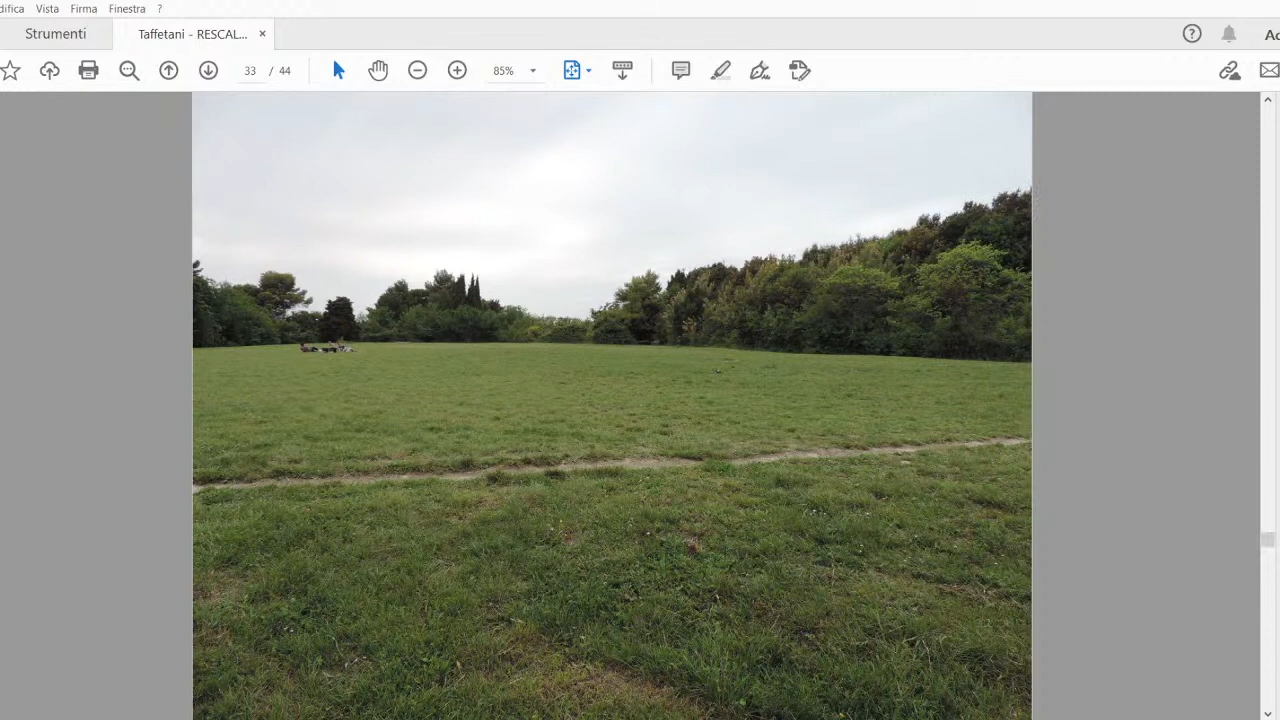 difica Vista Firma Finestra ?
Strumenti
Taffetani - RESCAL... ×
33 / 44
85%